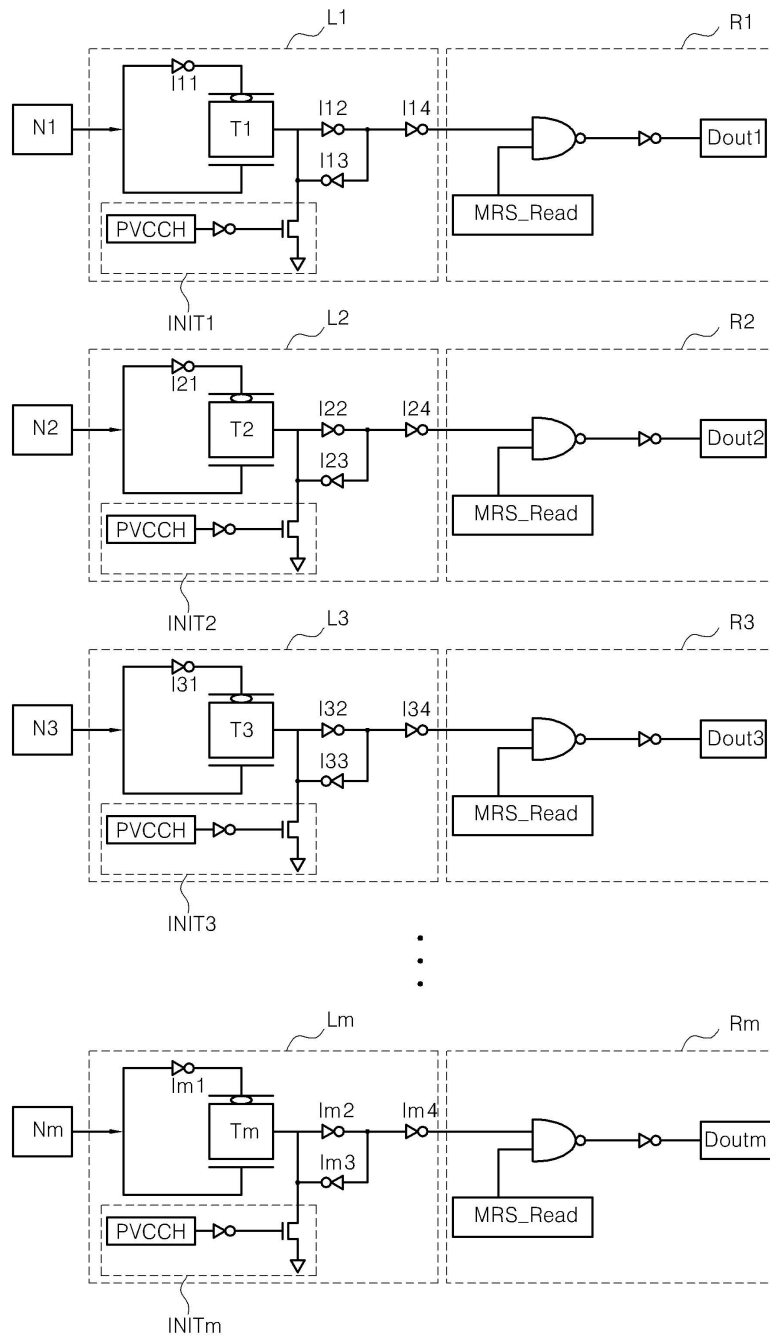 L1
R1
I11
I12
I14
N1
T1
Dout1
I13
PVCCH
MRS_Read
INIT1
L2
R2
I21
I22
I24
N2
T2
Dout2
I23
PVCCH
MRS_Read
INIT2
L3
R3
I31
I32
I34
N3
T3
Dout3
I33
PVCCH
MRS_Read
INIT3
Lm
Rm
Im1
Im2
Im4
Nm
Tm
Doutm
Im3
PVCCH
MRS_Read
INITm